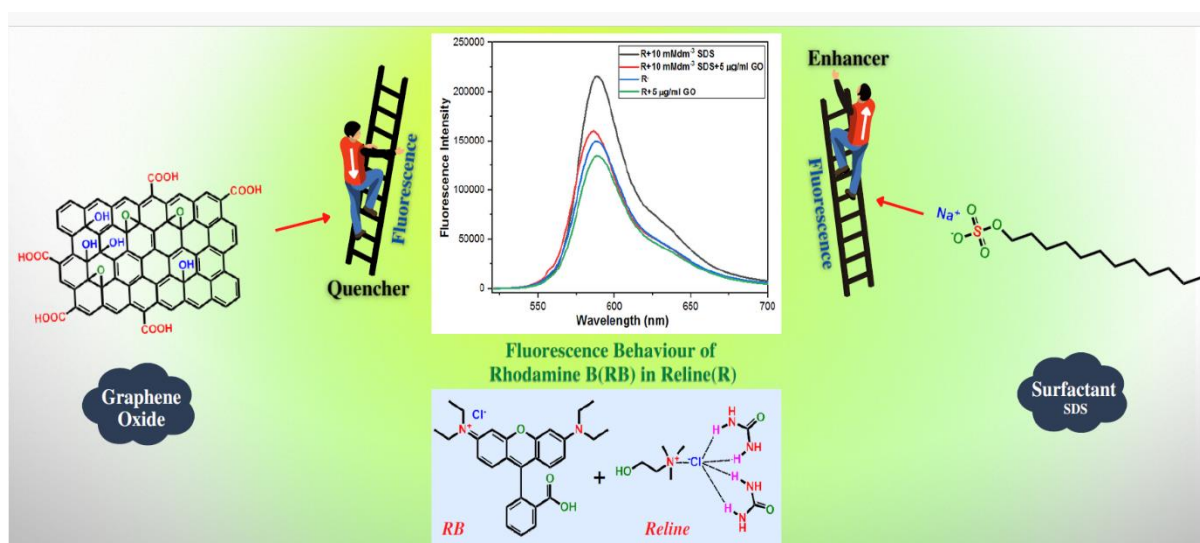 250000
200000
150000
100000
50000
0
Fluorescence Intensity
R+10 mMdm⁻³ SDS
R+10 mMdm⁻³ SDS+5 µg/ml GO
R
R+5 µg/ml GO
550
600
650
700
Wavelength (nm)
Fluorescence
Quencher
Enhancer
Fluorescence
COOH
COOH
OH
O
OH
OH
O
HOOC
O
OH
HOOC
HOOC
COOH
Graphene
Oxide
Na⁺
O
⁻O
S
O
O
Surfactant
SDS
Fluorescence Behaviour of
Rhodamine B(RB) in Reline(R)
Cl⁻
N⁺
O
N
O
OH
RB
+
HO
N⁺
⁻Cl
H
H
H
H
H
NH
O
NH
NH
O
NH
H
Reline